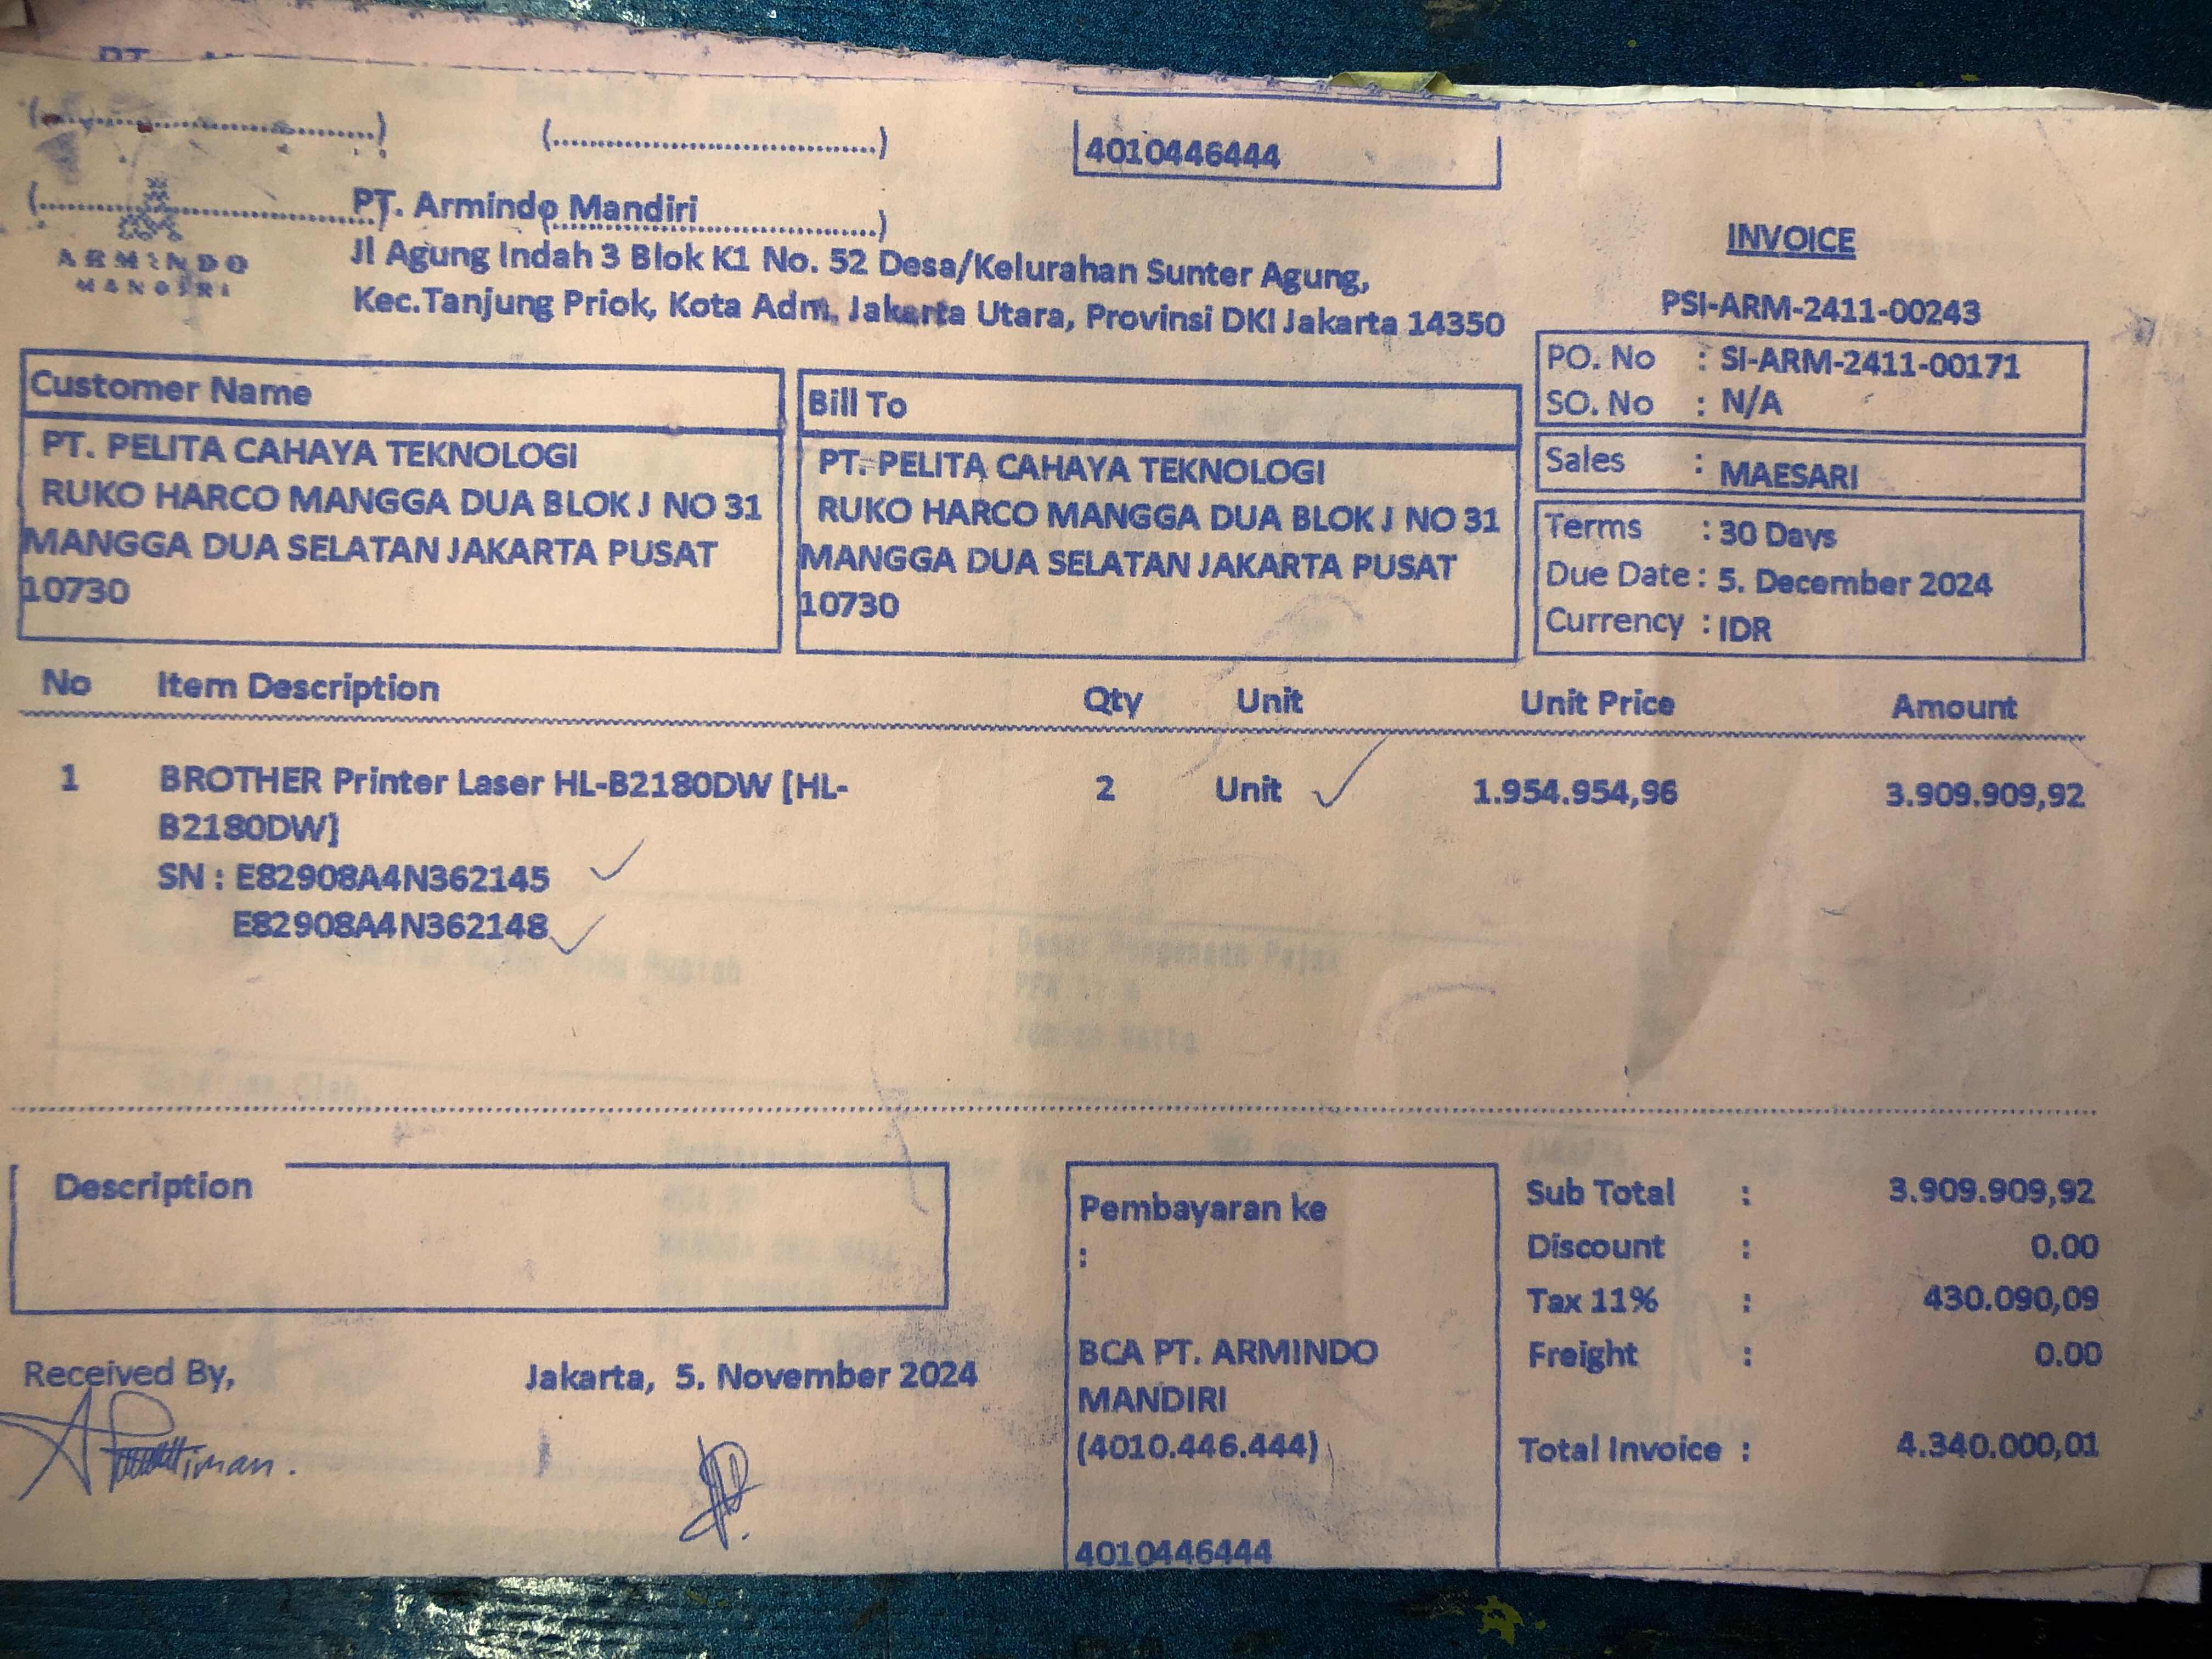 4010446444
ARMINDO
MANDIRI
PT. Armindo Mandiri
Jl Agung Indah 3 Blok K1 No. 52 Desa/Kelurahan Sunter Agung,
Kec.Tanjung Priok, Kota Adm. Jakarta Utara, Provinsi DKI Jakarta 14350
INVOICE
PSI-ARM-2411-00243
PO. No : SI-ARM-2411-00171
SO. No : N/A
Sales : MAESARI
Terms : 30 Days
Due Date : 5. December 2024
Currency : IDR
Customer Name
PT. PELITA CAHAYA TEKNOLOGI
RUKO HARCO MANGGA DUA BLOK J NO 31
MANGGA DUA SELATAN JAKARTA PUSAT
10730
Bill To
PT. PELITA CAHAYA TEKNOLOGI
RUKO HARCO MANGGA DUA BLOK J NO 31
MANGGA DUA SELATAN JAKARTA PUSAT
10730
No Item Description Qty Unit Unit Price Amount
1 BROTHER Printer Laser HL-B2180DW [HL- 2 Unit 1.954.954,96 3.909.909,92
B2180DW]
SN : E82908A4N362145
E82908A4N362148
Description
Received By,
Jakarta, 5. November 2024
Pembayaran ke
:
BCA PT. ARMINDO
MANDIRI
(4010.446.444)
4010446444
Sub Total : 3.909.909,92
Discount : 0.00
Tax 11% : 430.090,09
Freight : 0.00
Total Invoice : 4.340.000,01